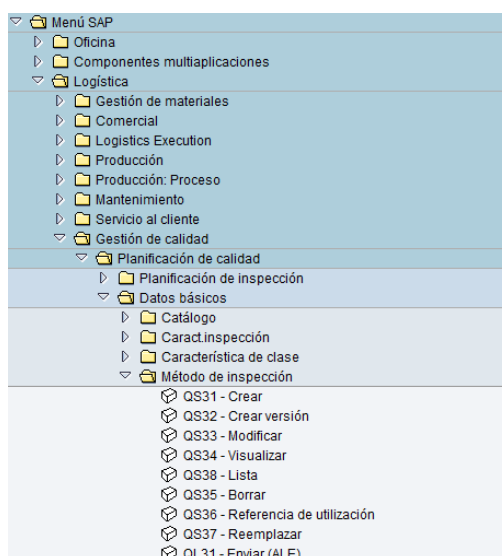 Menú SAP
Oficina
Componentes multiaplicaciones
Logística
Gestión de materiales
Comercial
Logistics Execution
Producción
Producción: Proceso
Mantenimiento
Servicio al cliente
Gestión de calidad
Planificación de calidad
Planificación de inspección
Datos básicos
Catálogo
Caract.inspección
Característica de clase
Método de inspección
QS31 - Crear
QS32 - Crear versión
QS33 - Modificar
QS34 - Visualizar
QS38 - Lista
QS35 - Borrar
QS36 - Referencia de utilización
QS37 - Reemplazar
QL31 - Enviar (ALE)